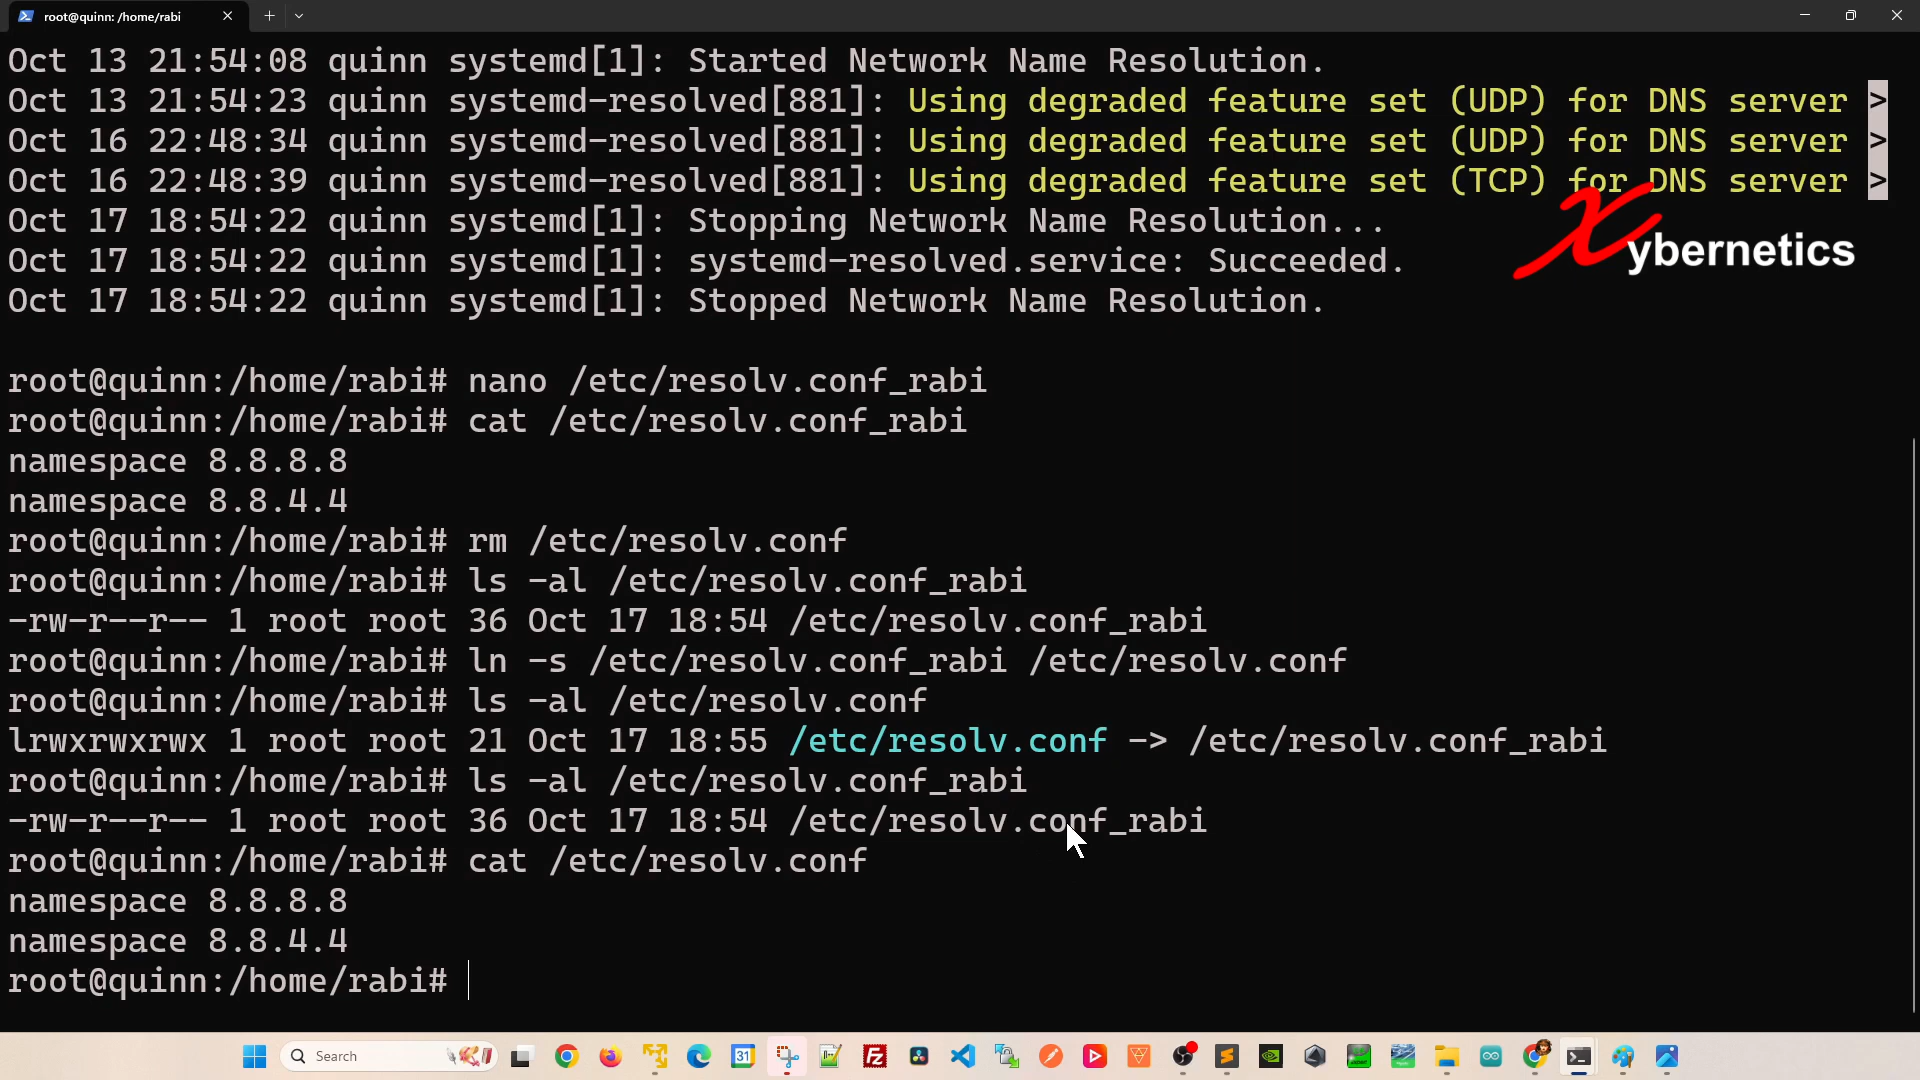 root@quinn: /home/rabi
Oct 13 21:54:08 quinn systemd[1]: Started Network Name Resolution.
Oct 13 21:54:23 quinn systemd-resolved[881]: Using degraded feature set (UDP) for DNS server >
Oct 16 22:48:34 quinn systemd-resolved[881]: Using degraded feature set (UDP) for DNS server >
Oct 16 22:48:39 quinn systemd-resolved[881]: Using degraded feature set (TCP) for DNS server >
Oct 17 18:54:22 quinn systemd[1]: Stopping Network Name Resolution...
Xybernetics
Oct 17 18:54:22 quinn systemd[1]: systemd-resolved.service: Succeeded.
Oct 17 18:54:22 quinn systemd[1]: Stopped Network Name Resolution.
root@quinn:/home/rabi# nano /etc/resolv.conf_rabi
root@quinn:/home/rabi# cat /etc/resolv.conf_rabi
namespace 8.8.8.8
namespace 8.8.4.4
root@quinn:/home/rabi# rm /etc/resolv.conf
root@quinn:/home/rabi# ls -al /etc/resolv.conf_rabi
-rw-r--r-- 1 root root 36 Oct 17 18:54 /etc/resolv.conf_rabi
root@quinn:/home/rabi# ln -s /etc/resolv.conf_rabi /etc/resolv.conf
root@quinn:/home/rabi# ls -al /etc/resolv.conf
lrwxrwxrwx 1 root root 21 Oct 17 18:55 /etc/resolv.conf -> /etc/resolv.conf_rabi
root@quinn:/home/rabi# ls -al /etc/resolv.conf_rabi
-rw-r--r-- 1 root root 36 Oct 17 18:54 /etc/resolv.conf_rabi
root@quinn:/home/rabi# cat /etc/resolv.conf
namespace 8.8.8.8
namespace 8.8.4.4
root@quinn:/home/rabi#
Search
31